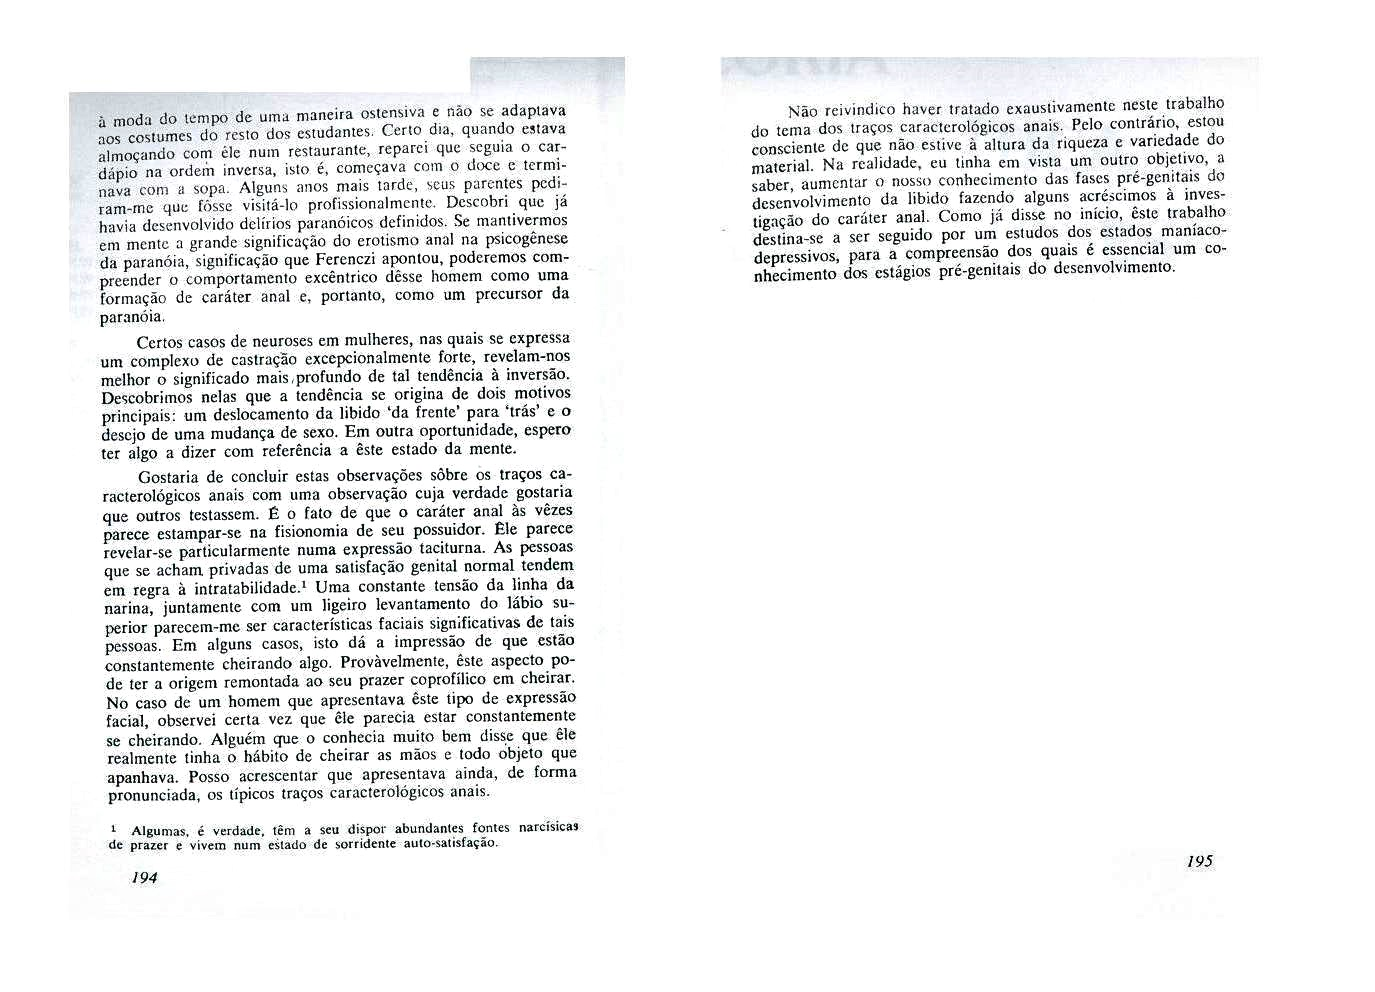 à moda do tempo de uma maneira ostensiva e não se adaptava
aos costumes do resto dos estudantes. Certo dia, quando estava
almoçando com êle num restaurante, reparei que seguia o car-
dápio na ordem inversa, isto é, começava com o doce e termi-
nava com a sopa. Alguns anos mais tarde, seus parentes pedi-
ram-me que fôsse visitá-lo profissionalmente. Descobri que já
havia desenvolvido delírios paranóicos definidos. Se mantivermos
em mente a grande significação do erotismo anal na psicogênese
da paranóia, significação que Ferenczi apontou, poderemos com-
preender o comportamento excêntrico dêsse homem como uma
formação de caráter anal e, portanto, como um precursor da
paranóia.
Certos casos de neuroses em mulheres, nas quais se expressa
um complexo de castração excepcionalmente forte, revelam-nos
melhor o significado mais profundo de tal tendência à inversão.
Descobrimos nelas que a tendência se origina de dois motivos
principais: um deslocamento da libido ‘da frente’ para ‘trás’ e o
desejo de uma mudança de sexo. Em outra oportunidade, espero
ter algo a dizer com referência a êste estado da mente.
Gostaria de concluir estas observações sôbre os traços ca-
racterológicos anais com uma observação cuja verdade gostaria
que outros testassem. É o fato de que o caráter anal às vêzes
parece estampar-se na fisionomia de seu possuidor. Êle parece
revelar-se particularmente numa expressão taciturna. As pessoas
que se acham privadas de uma satisfação genital normal tendem
em regra à intratabilidade.¹ Uma constante tensão da linha da
narina, juntamente com um ligeiro levantamento do lábio su-
perior parecem-me ser características faciais significativas de tais
pessoas. Em alguns casos, isto dá a impressão de que estão
constantemente cheirando algo. Provàvelmente, êste aspecto po-
de ter a origem remontada ao seu prazer coprofílico em cheirar.
No caso de um homem que apresentava êste tipo de expressão
facial, observei certa vez que êle parecia estar constantemente
se cheirando. Alguém que o conhecia muito bem disse que êle
realmente tinha o hábito de cheirar as mãos e todo objeto que
apanhava. Posso acrescentar que apresentava ainda, de forma
pronunciada, os típicos traços caracterológicos anais.
¹ Algumas, é verdade, têm a seu dispor abundantes fontes narcísicas
de prazer e vivem num estado de sorridente auto-satisfação.
194
Não reivindico haver tratado exaustivamente neste trabalho
do tema dos traços caracterológicos anais. Pelo contrário, estou
consciente de que não estive à altura da riqueza e variedade do
material. Na realidade, eu tinha em vista um outro objetivo, a
saber, aumentar o nosso conhecimento das fases pré-genitais do
desenvolvimento da libido fazendo alguns acréscimos à inves-
tigação do caráter anal. Como já disse no início, êste trabalho
destina-se a ser seguido por um estudos dos estados maníaco-
depressivos, para a compreensão dos quais é essencial um co-
nhecimento dos estágios pré-genitais do desenvolvimento.
195